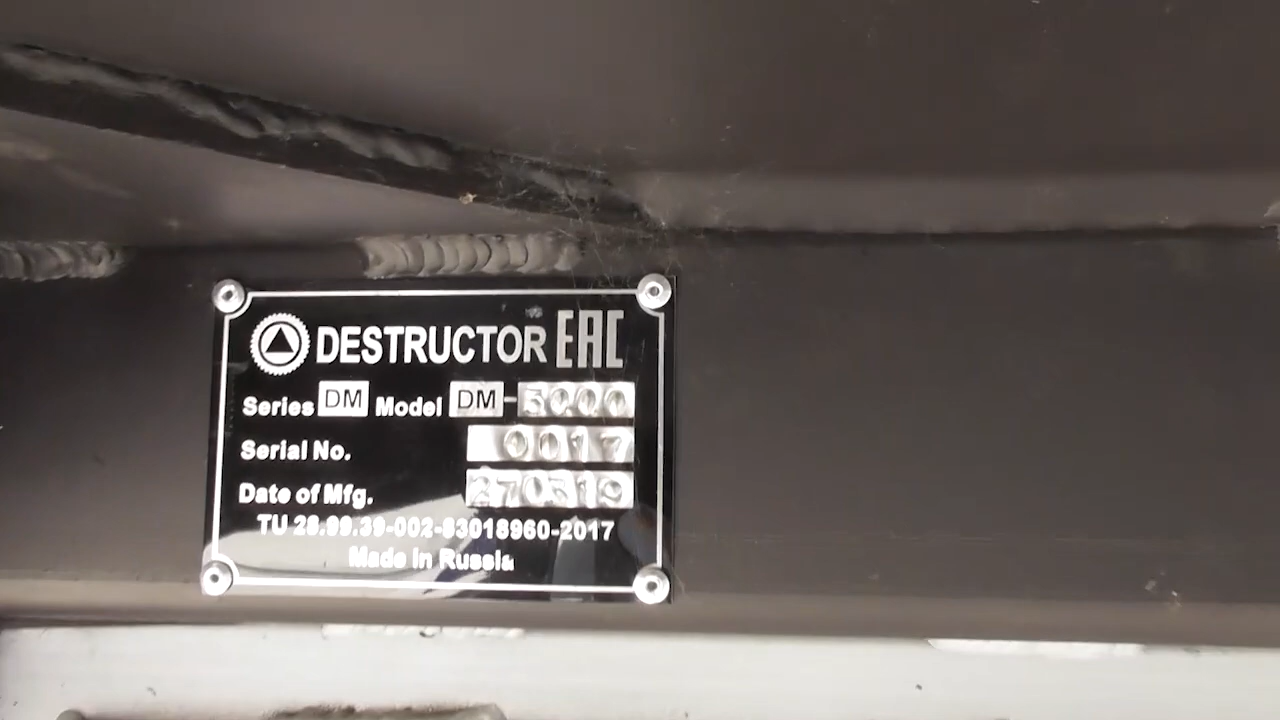 DESTRUCTOR EAC
Series DM Model DM-5000
Serial No. 0017
Date of Mfg. 270319
TU 28.99.39-002-83018960-2017
Made in Russia